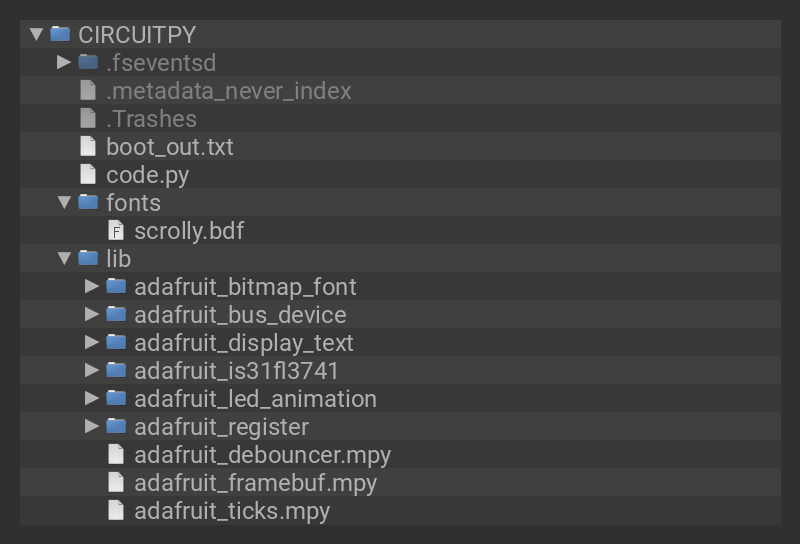 CIRCUITPY
.fseventsd
.metadata_never_index
.Trashes
boot_out.txt
code.py
fonts
F scrolly.bdf
lib
adafruit_bitmap_font
adafruit_bus_device
adafruit_display_text
adafruit_is31fl3741
adafruit_led_animation
adafruit_register
adafruit_debouncer.mpy
adafruit_framebuf.mpy
adafruit_ticks.mpy